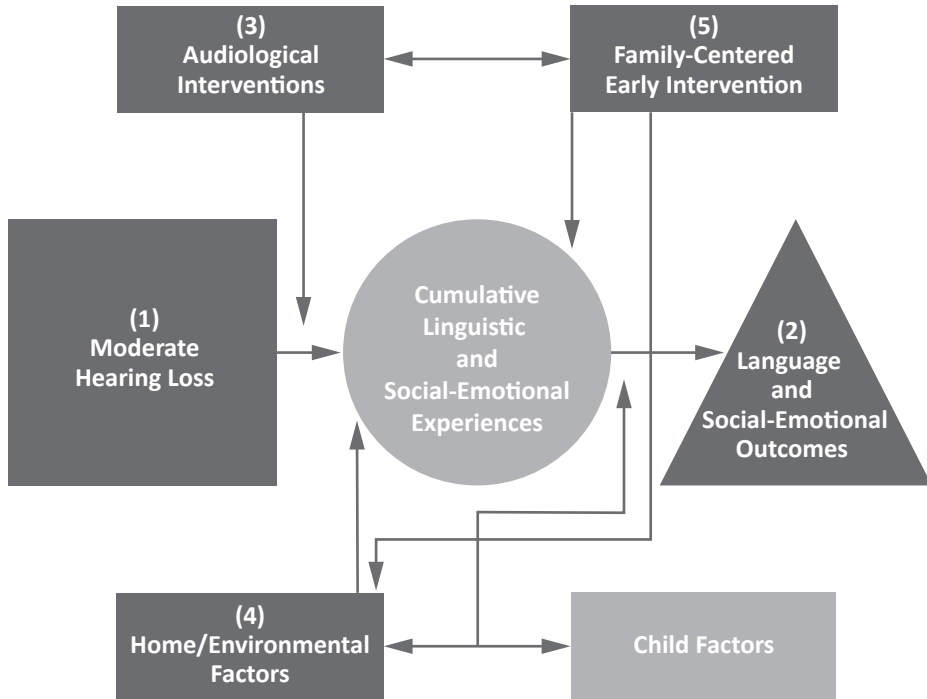 (3)
Audiological
Interventions
(5)
Family-Centered
Early Intervention
(1)
Moderate
Hearing Loss
Cumulative
Linguistic
and
Social-Emotional
Experiences
(2)
Language
and
Social-Emotional
Outcomes
(4)
Home/Environmental
Factors
Child Factors